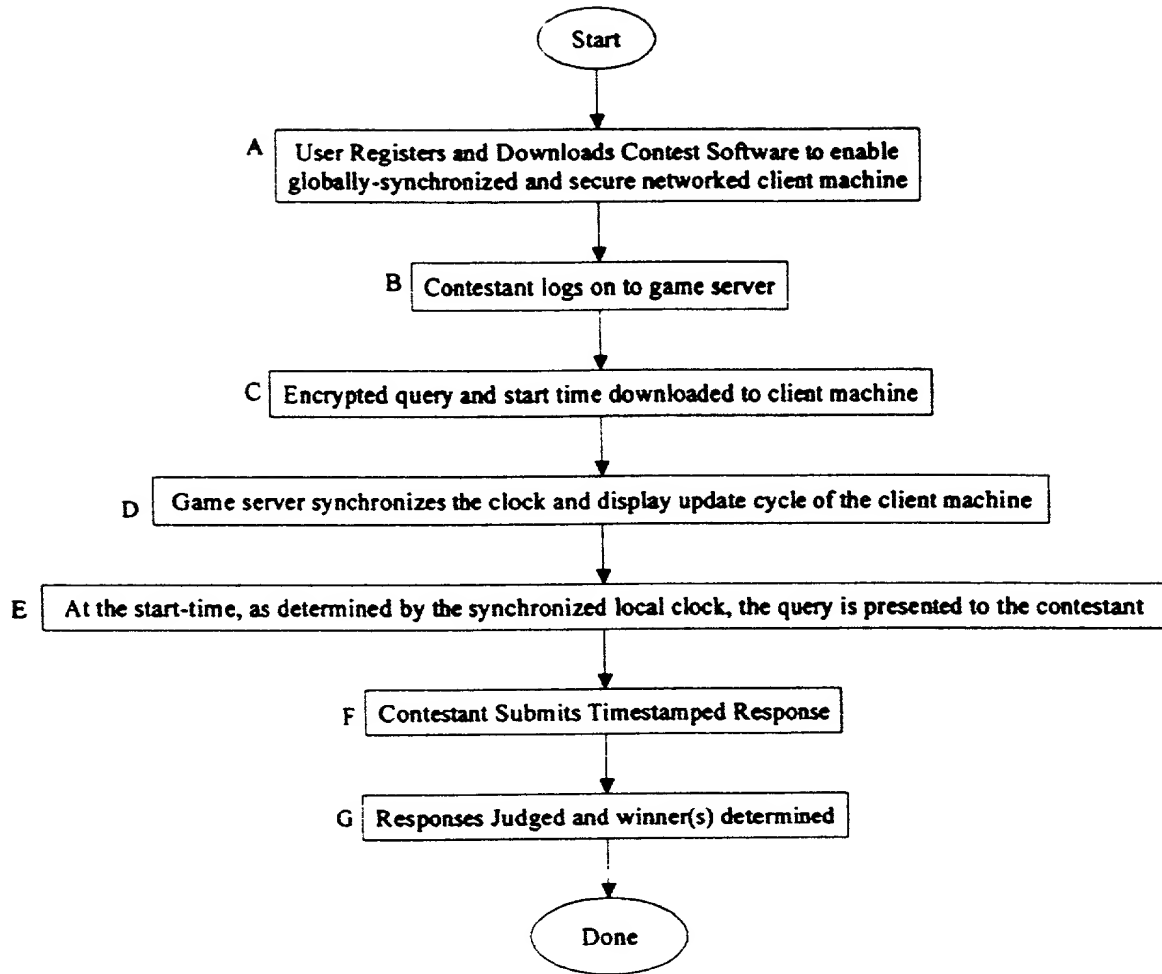 Start
A
User Registers and Downloads Contest Software to enable
globally-synchronized and secure networked client machine
B
Contestant logs on to game server
C
Encrypted query and start time downloaded to client machine
D
Game server synchronizes the clock and display update cycle of the client machine
E
At the start-time, as determined by the synchronized local clock, the query is presented to the contestant
F
Contestant Submits Timestamped Response
G
Responses Judged and winner(s) determined
Done